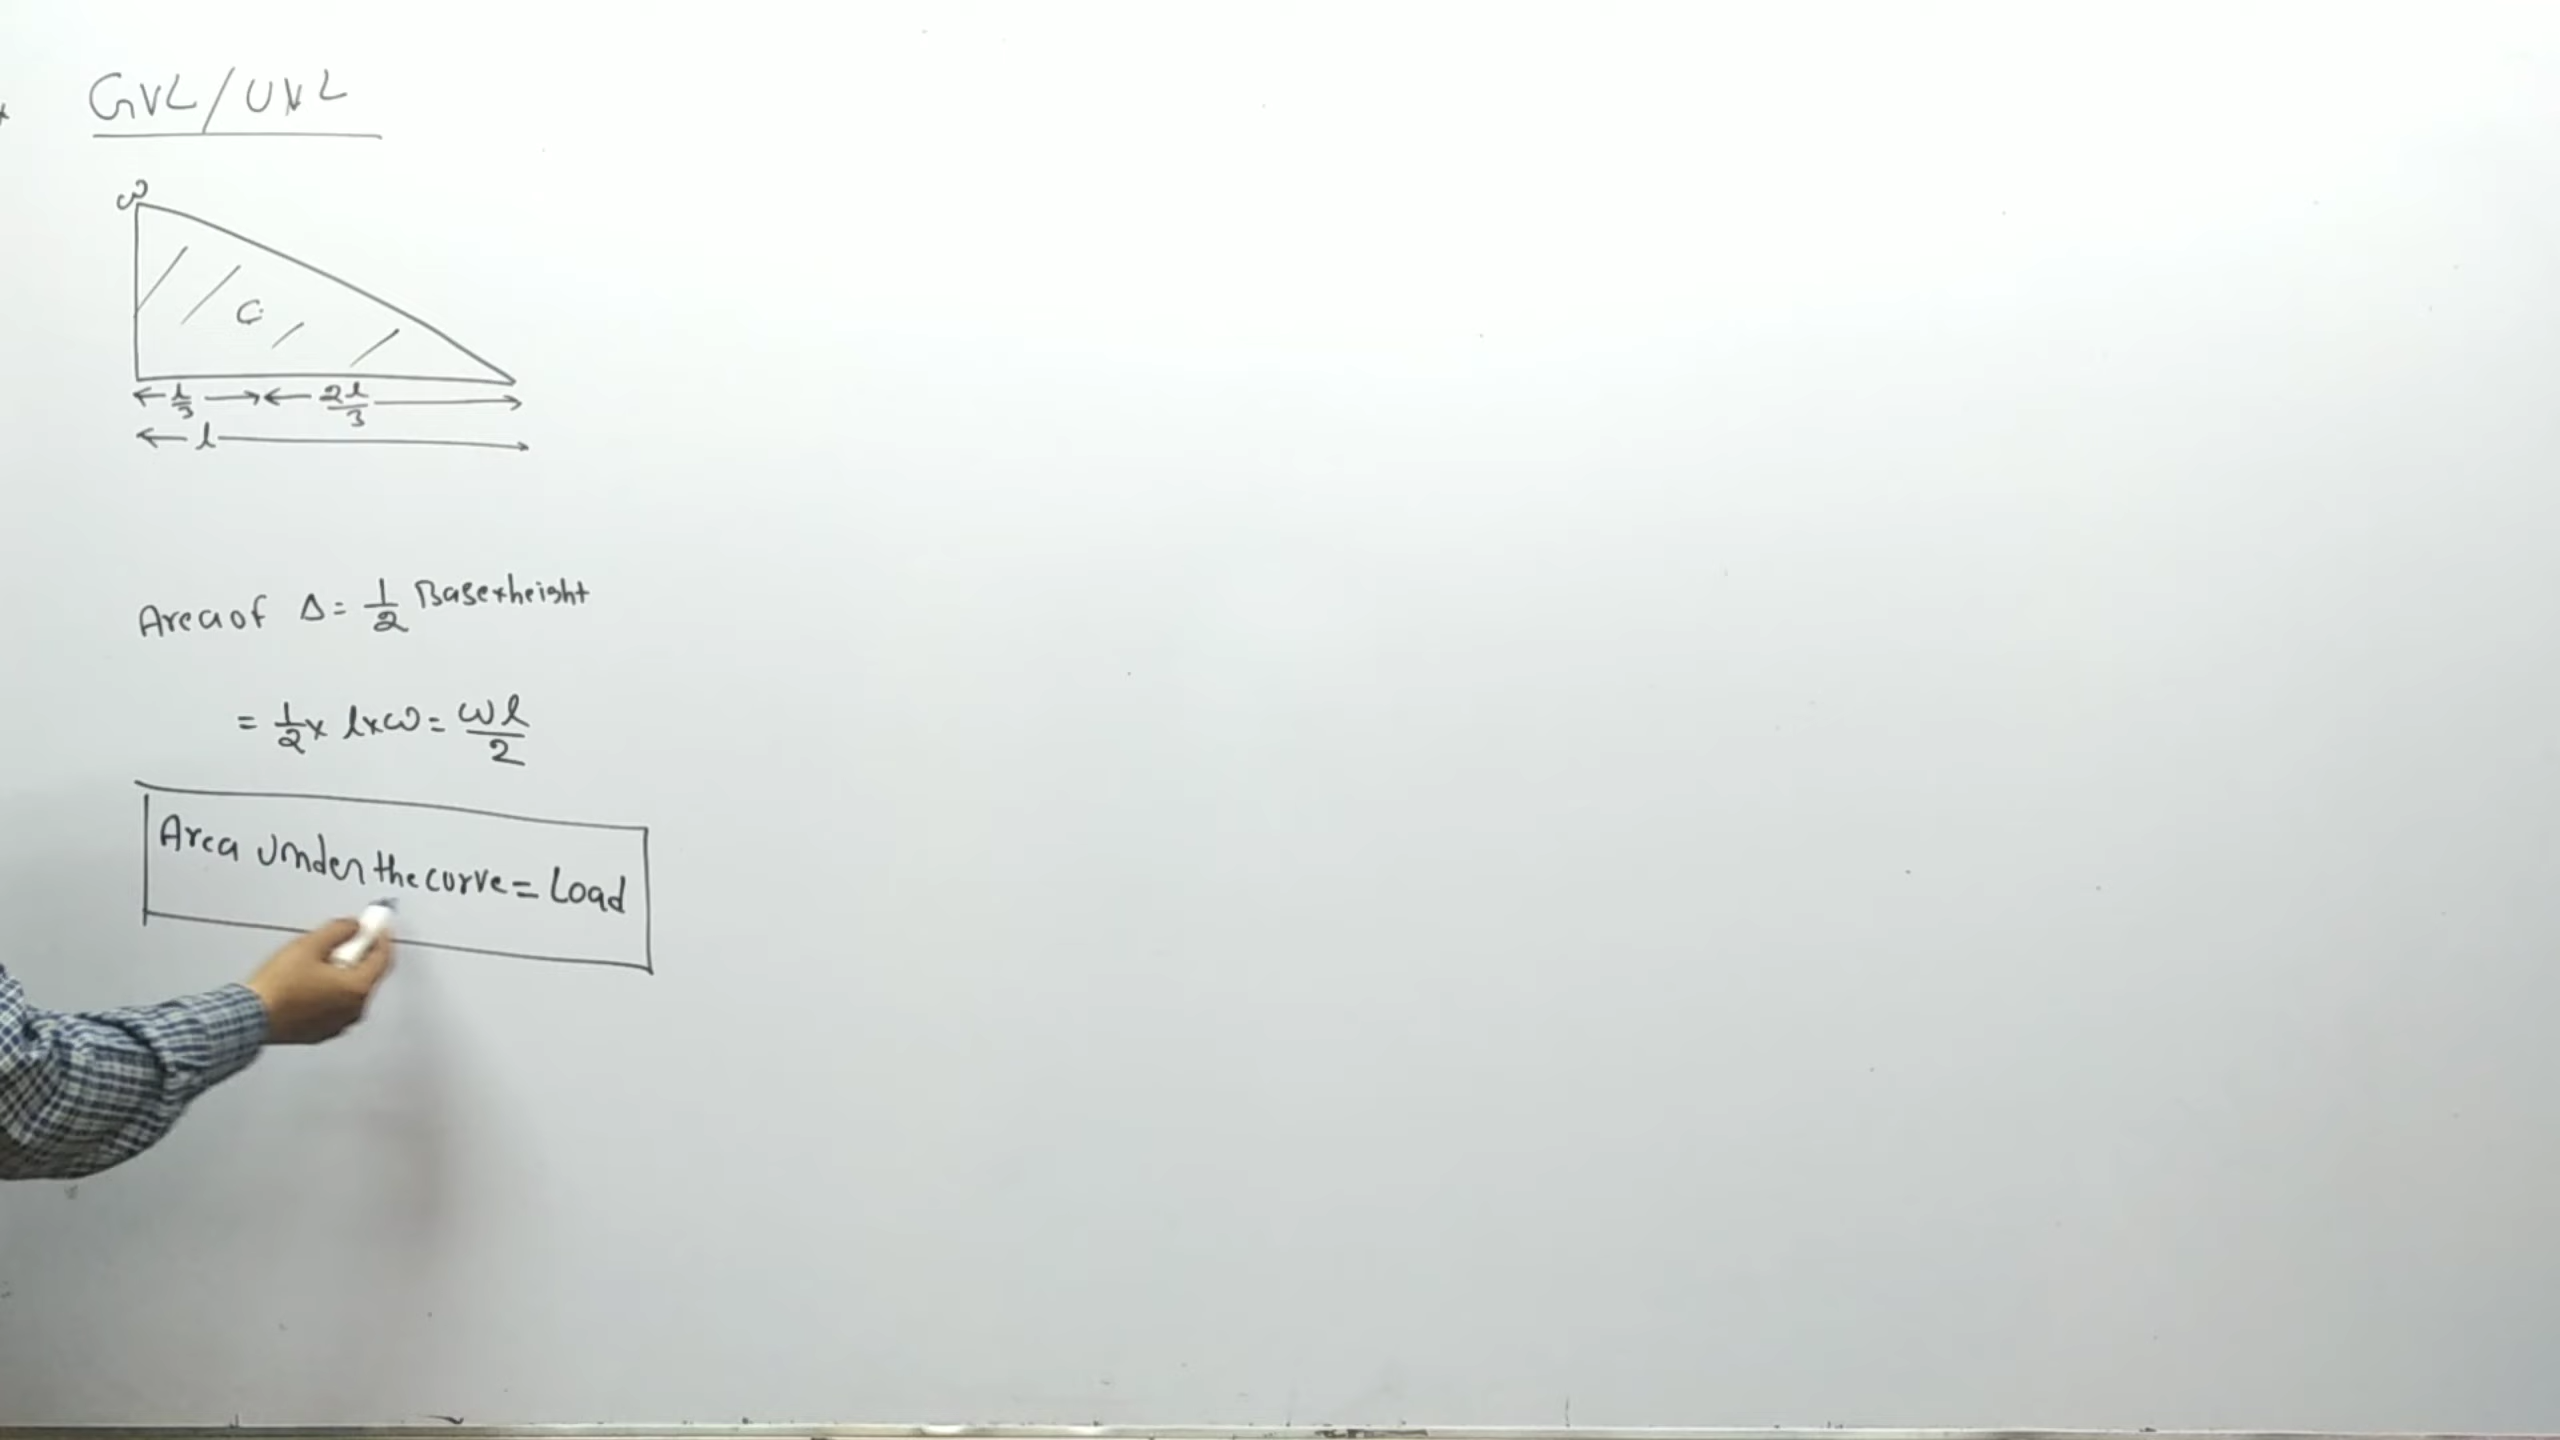 GVL/UVL
ω
C
l/3 2l/3
l
Area of Δ = 1/2 Base×height
= 1/2 × l×ω = ωl/2
Area under the curve = Load